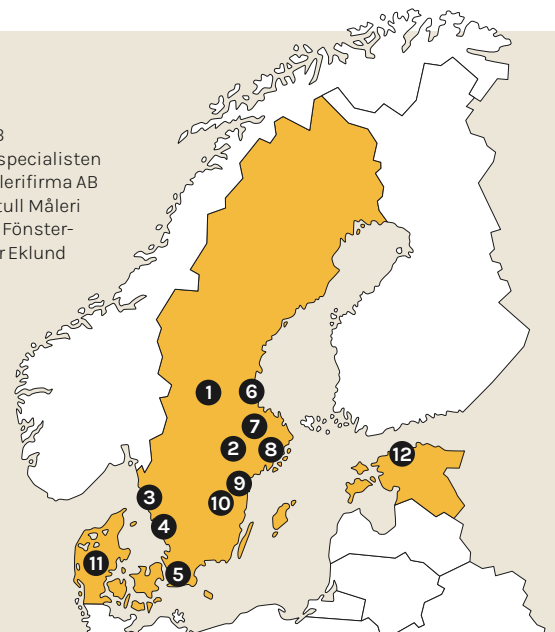 specialisten
lerifirma AB
tull Måleri
Fönster-
r Eklund
1
6
7
2
8
12
9
3
10
4
11
5